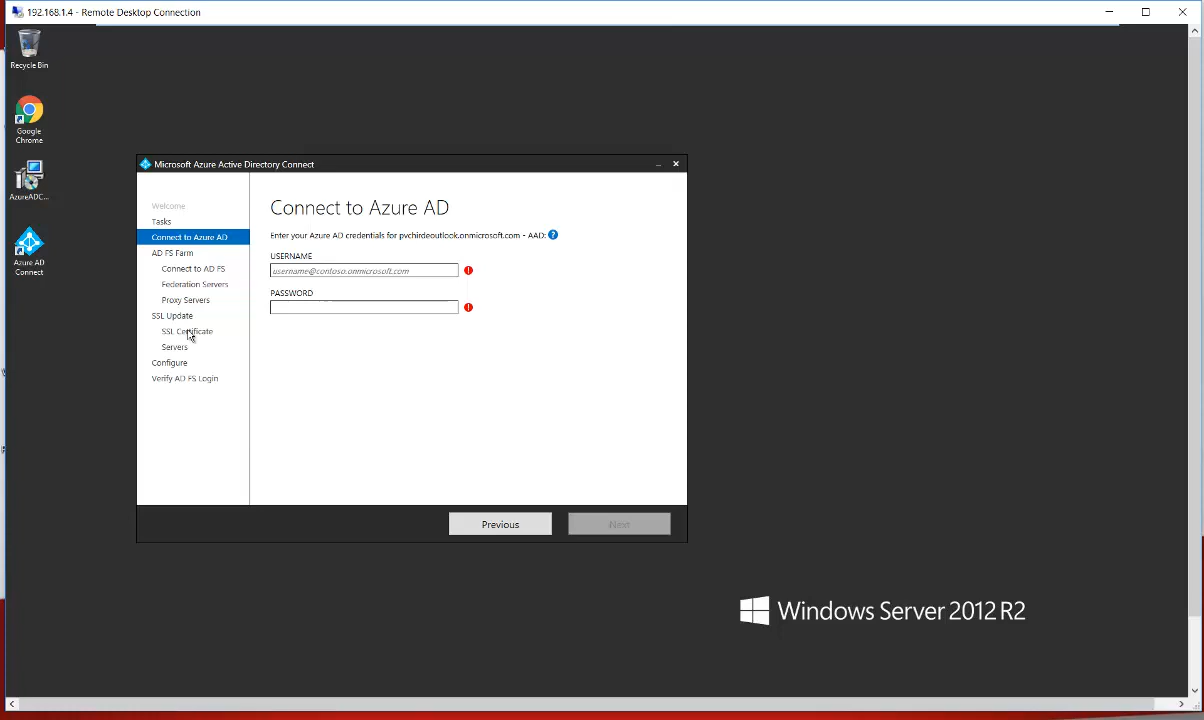 192.168.1.4 - Remote Desktop Connection
Recycle Bin
Google
Chrome
AzureADC...
Azure AD
Connect
Microsoft Azure Active Directory Connect
Welcome
Tasks
Connect to Azure AD
AD FS Farm
Connect to AD FS
Federation Servers
Proxy Servers
SSL Update
SSL Certificate
Servers
Configure
Verify AD FS Login
Connect to Azure AD
Enter your Azure AD credentials for pvchirdeoutlook.onmicrosoft.com - AAD: ?
USERNAME
username@contoso.onmicrosoft.com
PASSWORD
Previous
Next
Windows Server 2012 R2